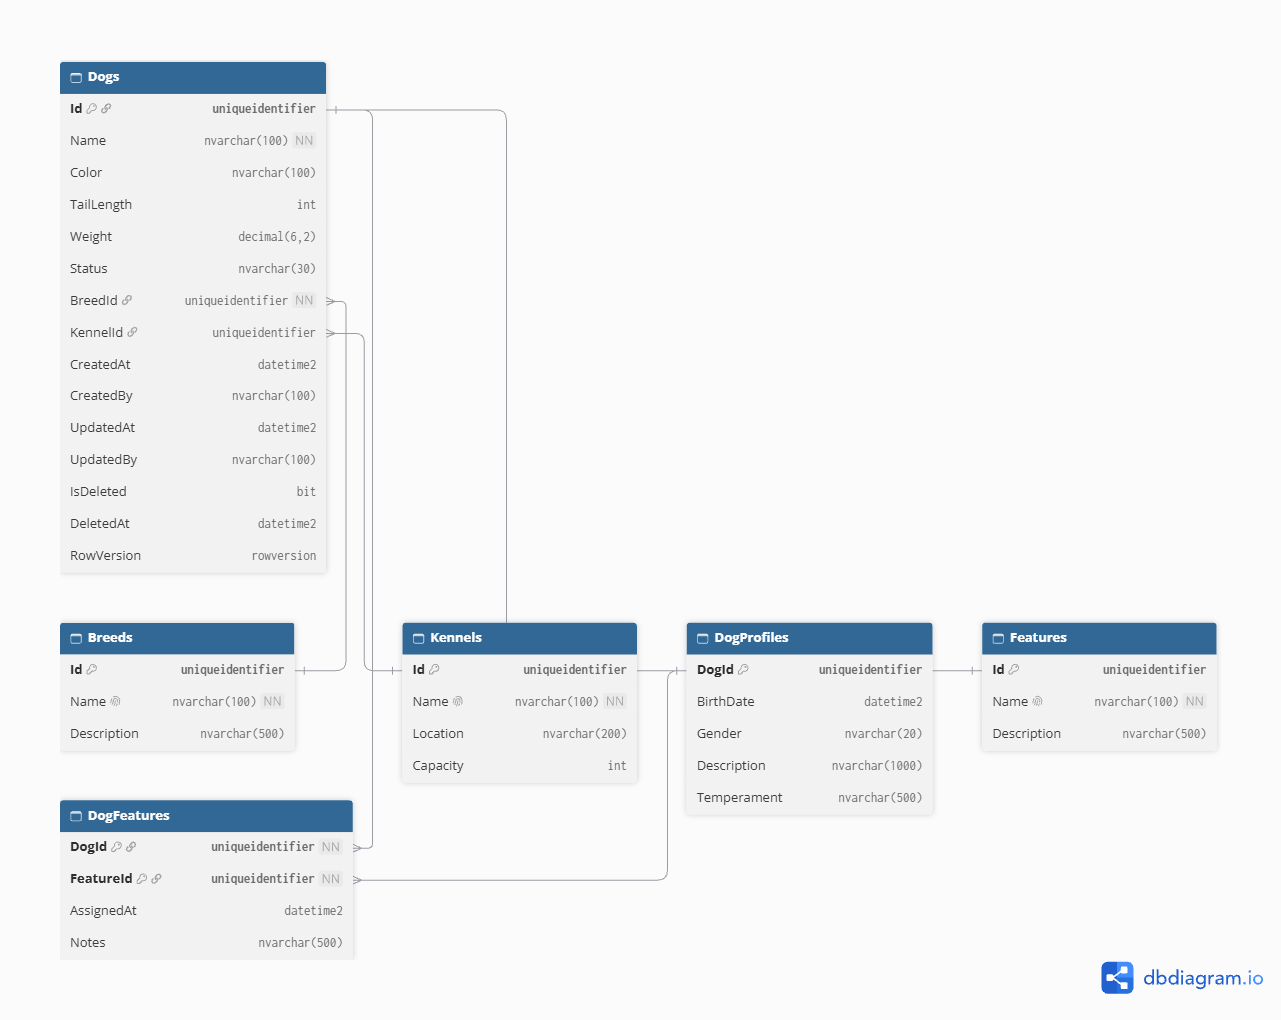 Dogs
Id uniqueidentifier
Name nvarchar(100) NN
Color nvarchar(100)
TailLength int
Weight decimal(6,2)
Status nvarchar(30)
BreedId uniqueidentifier NN
KennelId uniqueidentifier
CreatedAt datetime2
CreatedBy nvarchar(100)
UpdatedAt datetime2
UpdatedBy nvarchar(100)
IsDeleted bit
DeletedAt datetime2
RowVersion rowversion
Breeds
Id uniqueidentifier
Name nvarchar(100) NN
Description nvarchar(500)
Kennels
Id uniqueidentifier
Name nvarchar(100) NN
Location nvarchar(200)
Capacity int
DogProfiles
DogId uniqueidentifier
BirthDate datetime2
Gender nvarchar(20)
Description nvarchar(1000)
Temperament nvarchar(500)
Features
Id uniqueidentifier
Name nvarchar(100) NN
Description nvarchar(500)
DogFeatures
DogId uniqueidentifier NN
FeatureId uniqueidentifier NN
AssignedAt datetime2
Notes nvarchar(500)
dbdiagram.io